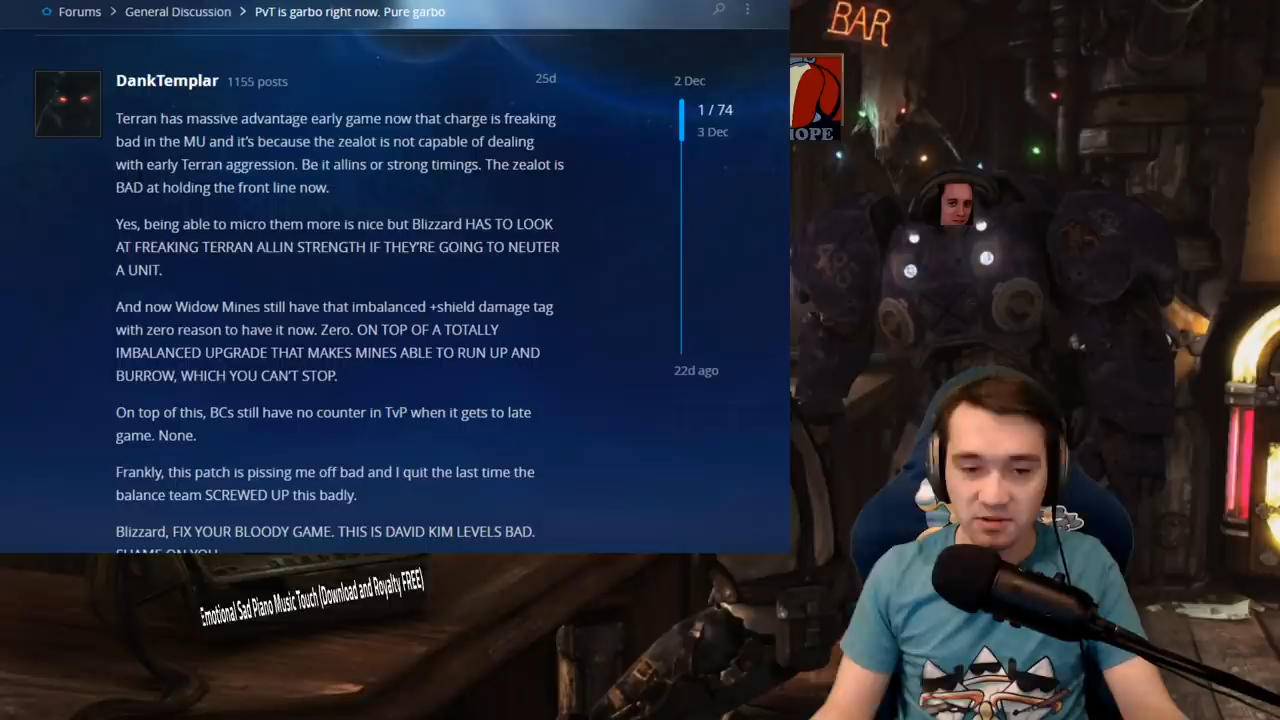 Forums > General Discussion > PvT is garbo right now. Pure garbo
BAR
DankTemplar 1155 posts 25d
2 Dec
1 / 74
3 Dec
22d ago
Terran has massive advantage early game now that charge is freaking
bad in the MU and it's because the zealot is not capable of dealing
with early Terran aggression. Be it allins or strong timings. The zealot is
BAD at holding the front line now.
Yes, being able to micro them more is nice but Blizzard HAS TO LOOK
AT FREAKING TERRAN ALLIN STRENGTH IF THEY'RE GOING TO NEUTER
A UNIT.
And now Widow Mines still have that imbalanced +shield damage tag
with zero reason to have it now. Zero. ON TOP OF A TOTALLY
IMBALANCED UPGRADE THAT MAKES MINES ABLE TO RUN UP AND
BURROW, WHICH YOU CAN'T STOP.
On top of this, BCs still have no counter in TvP when it gets to late
game. None.
Frankly, this patch is pissing me off bad and I quit the last time the
balance team SCREWED UP this badly.
Blizzard, FIX YOUR BLOODY GAME. THIS IS DAVID KIM LEVELS BAD.
SHAME ON YOU
HOPE
Emotional Sad Piano Music Touch (Download and Royalty FREE)